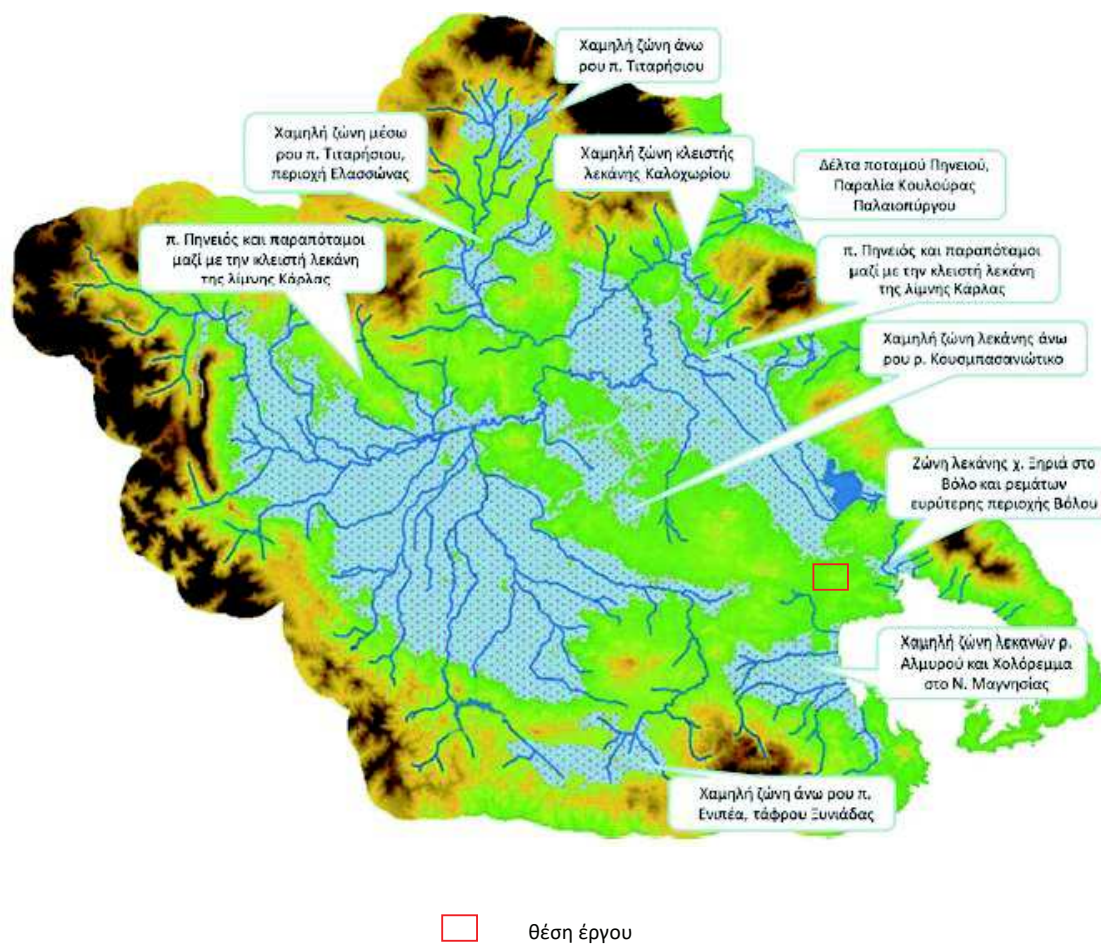 Χαμηλή ζώνη άνω
ρου π. Τιταρήσιου
Χαμηλή ζώνη μέσω
ρου π. Τιταρήσιου,
περιοχή Ελασσώνας
Χαμηλή ζώνη κλειστής
λεκάνης Καλοχωρίου
Δέλτα ποταμού Πηνειού,
Παραλία Κουλούρας
Παλαιοπύργου
π. Πηνειός και παραπόταμοι
μαζί με την κλειστή λεκάνη
της λίμνης Κάρλας
π. Πηνειός και παραπόταμοι
μαζί με την κλειστή λεκάνη
της λίμνης Κάρλας
Χαμηλή ζώνη λεκάνης άνω
ρου ρ. Κουσμπασανιώτικο
Ζώνη λεκάνης χ. Ξηριά στο
Βόλο και ρεμάτων
ευρύτερης περιοχής Βόλου
Χαμηλή ζώνη λεκανών ρ.
Αλμυρού και Χολόρεμμα
στο Ν. Μαγνησίας
Χαμηλή ζώνη άνω ρου π.
Ενιπέα, τάφρου Ξυνιάδας
θέση έργου